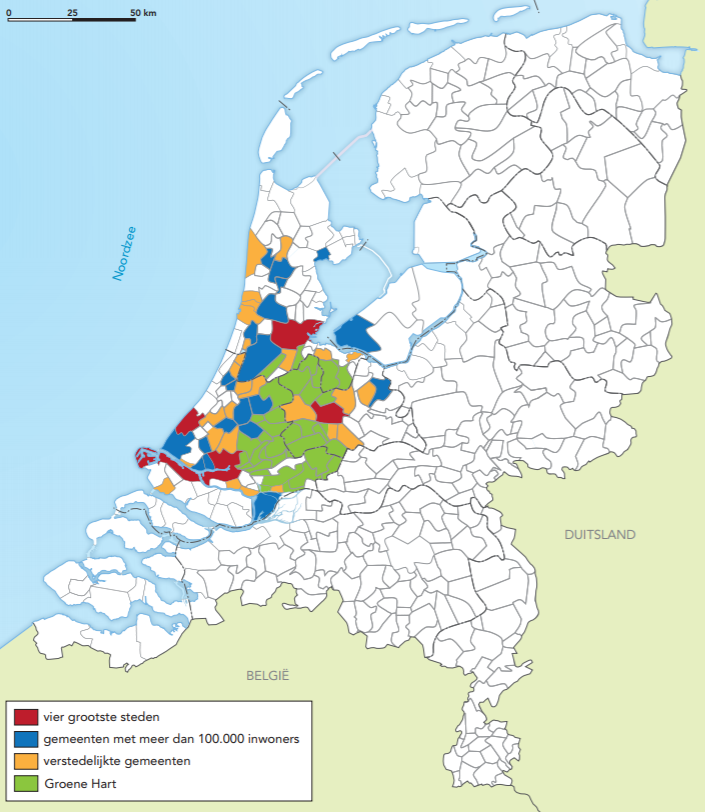 0 25 50 km
Noordzee
DUITSLAND
BELGIË
vier grootste steden
gemeenten met meer dan 100.000 inwoners
verstedelijkte gemeenten
Groene Hart